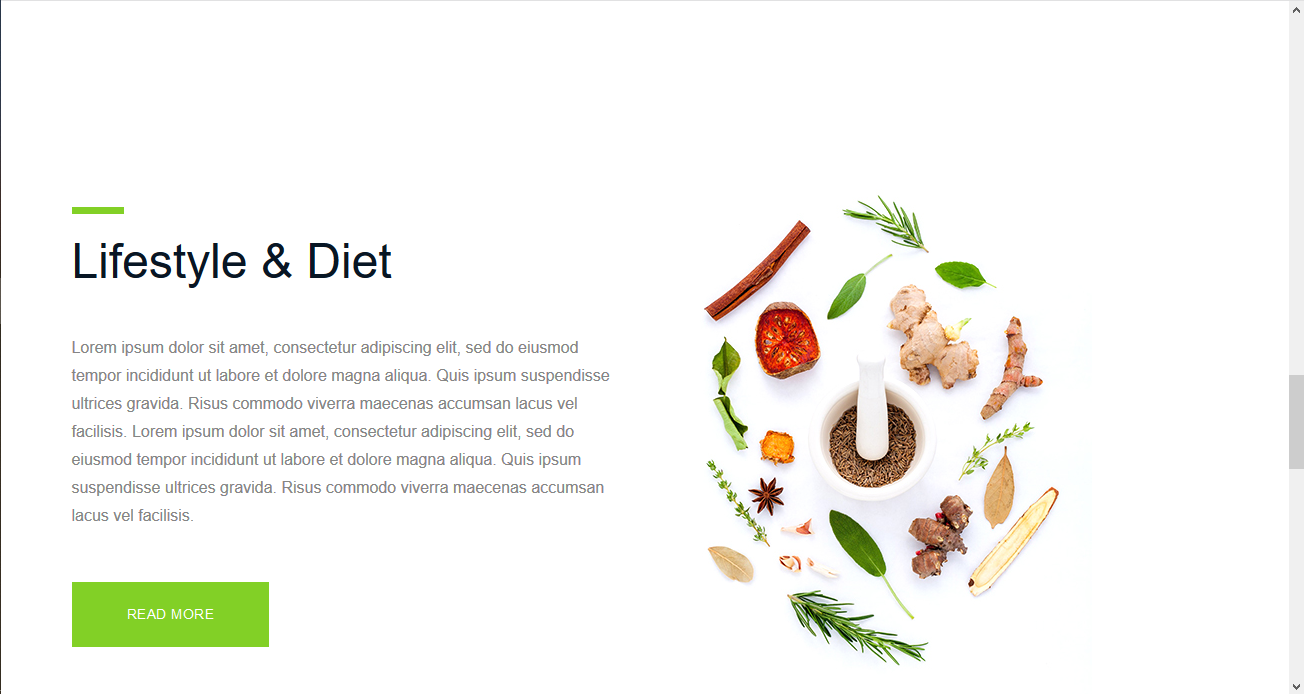 Lifestyle & Diet
Lorem ipsum dolor sit amet, consectetur adipiscing elit, sed do eiusmod
tempor incididunt ut labore et dolore magna aliqua. Quis ipsum suspendisse
ultrices gravida. Risus commodo viverra maecenas accumsan lacus vel
facilisis. Lorem ipsum dolor sit amet, consectetur adipiscing elit, sed do
eiusmod tempor incididunt ut labore et dolore magna aliqua. Quis ipsum
suspendisse ultrices gravida. Risus commodo viverra maecenas accumsan
lacus vel facilisis.
READ MORE